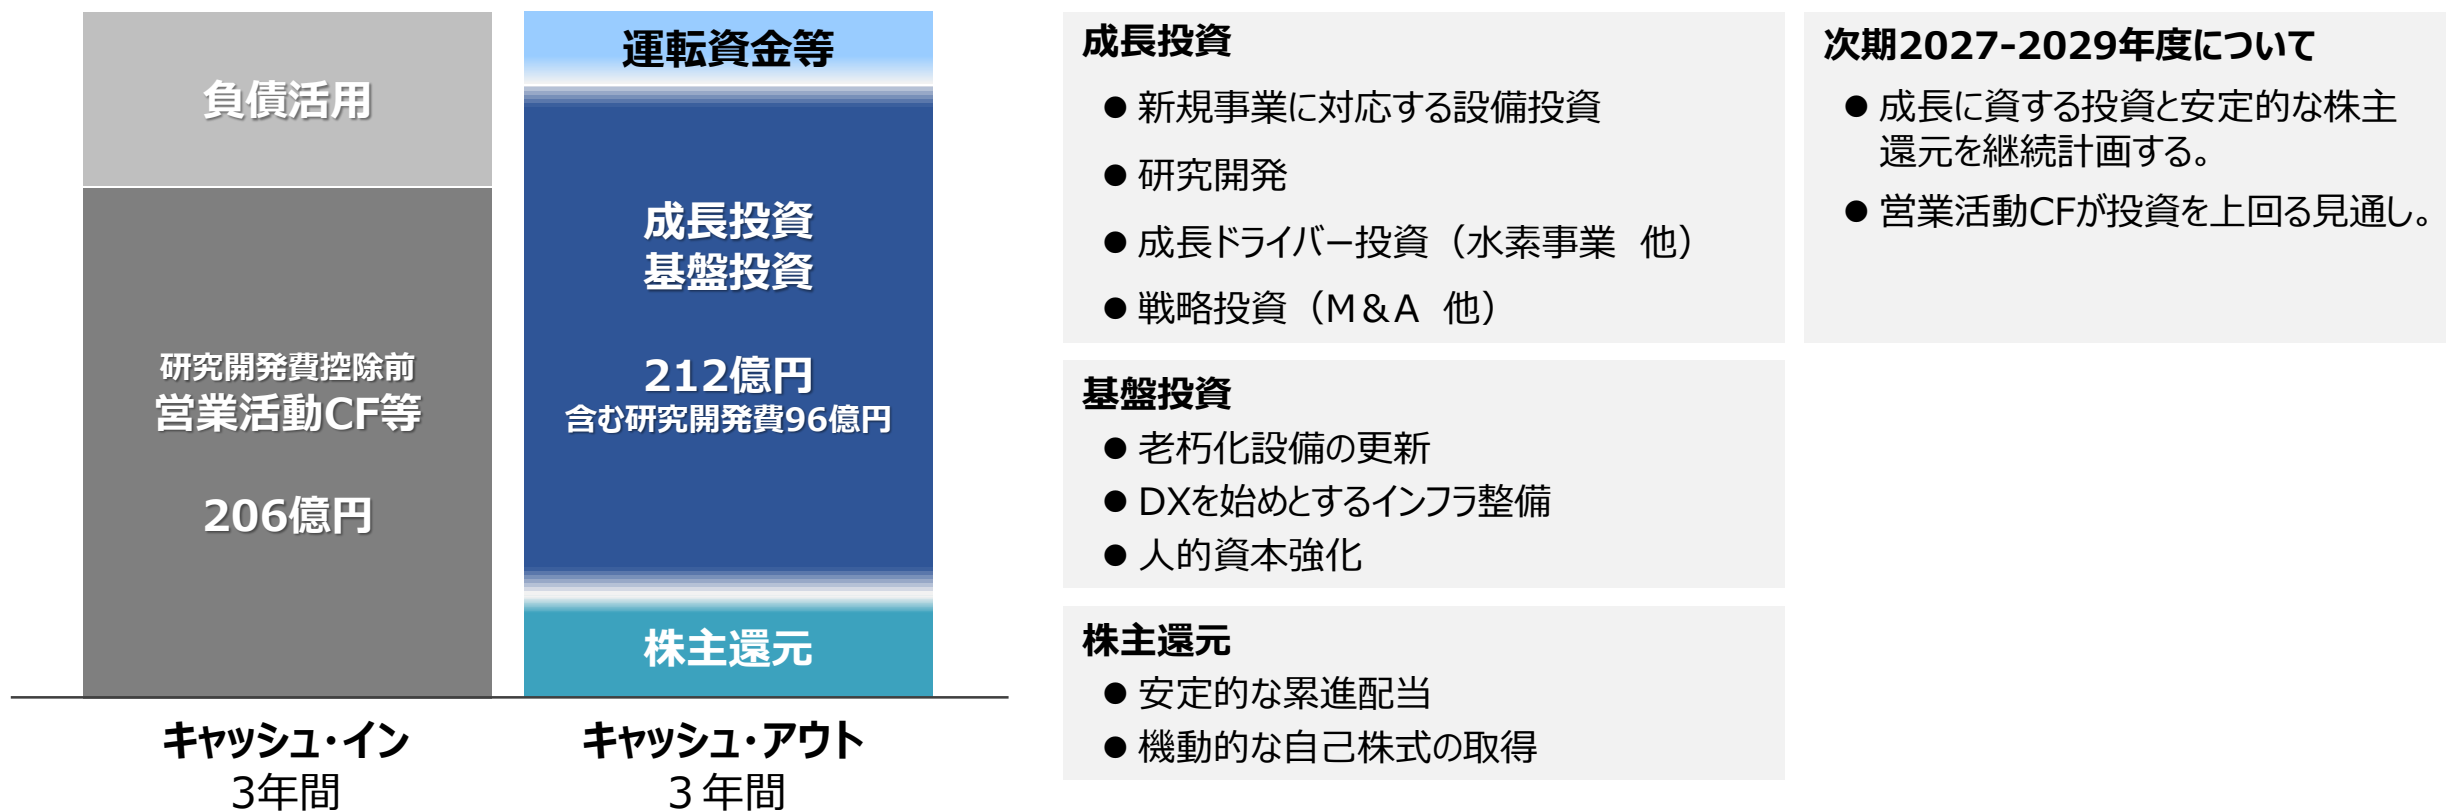 負債活用
研究開発費控除前
営業活動CF等
206億円
キャッシュ・イン
3年間
運転資金等
成長投資
基盤投資
212億円
含む研究開発費96億円
株主還元
キャッシュ・アウト
３年間
成長投資
● 新規事業に対応する設備投資
● 研究開発
● 成長ドライバー投資（水素事業　他）
● 戦略投資（Ｍ＆Ａ　他）
基盤投資
● 老朽化設備の更新
● DXを始めとするインフラ整備
● 人的資本強化
株主還元
● 安定的な累進配当
● 機動的な自己株式の取得
次期2027-2029年度について
● 成長に資する投資と安定的な株主
還元を継続計画する。
● 営業活動CFが投資を上回る見通し。